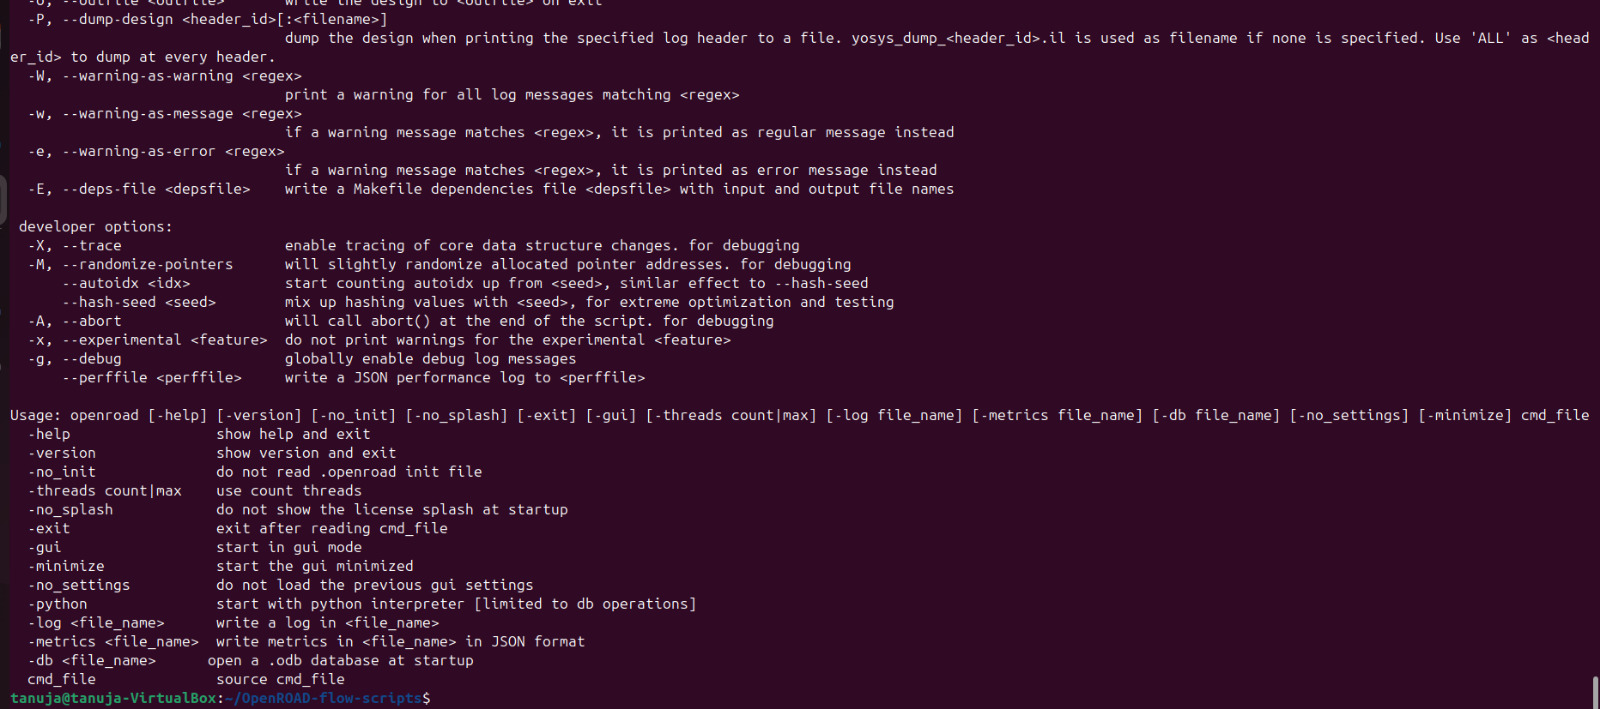 -o, --outfile <outfile>       write the design to <outfile> on exit
-P, --dump-design <header_id>[:<filename>]
dump the design when printing the specified log header to a file. yosys_dump_<header_id>.il is used as filename if none is specified. Use 'ALL' as <head
er_id> to dump at every header.
-W, --warning-as-warning <regex>
print a warning for all log messages matching <regex>
-w, --warning-as-message <regex>
if a warning message matches <regex>, it is printed as regular message instead
-e, --warning-as-error <regex>
if a warning message matches <regex>, it is printed as error message instead
-E, --deps-file <depsfile>    write a Makefile dependencies file <depsfile> with input and output file names
developer options:
-X, --trace                   enable tracing of core data structure changes. for debugging
-M, --randomize-pointers      will slightly randomize allocated pointer addresses. for debugging
--autoidx <idx>           start counting autoidx up from <seed>, similar effect to --hash-seed
--hash-seed <seed>        mix up hashing values with <seed>, for extreme optimization and testing
-A, --abort                   will call abort() at the end of the script. for debugging
-x, --experimental <feature>  do not print warnings for the experimental <feature>
-g, --debug                   globally enable debug log messages
--perffile <perffile>     write a JSON performance log to <perffile>
Usage: openroad [-help] [-version] [-no_init] [-no_splash] [-exit] [-gui] [-threads count|max] [-log file_name] [-metrics file_name] [-db file_name] [-no_settings] [-minimize] cmd_file
-help                 show help and exit
-version              show version and exit
-no_init              do not read .openroad init file
-threads count|max    use count threads
-no_splash            do not show the license splash at startup
-exit                 exit after reading cmd_file
-gui                  start in gui mode
-minimize             start the gui minimized
-no_settings          do not load the previous gui settings
-python               start with python interpreter [limited to db operations]
-log <file_name>      write a log in <file_name>
-metrics <file_name>  write metrics in <file_name> in JSON format
-db <file_name>      open a .odb database at startup
cmd_file              source cmd_file
tanuja@tanuja-VirtualBox:~/OpenROAD-flow-scripts$